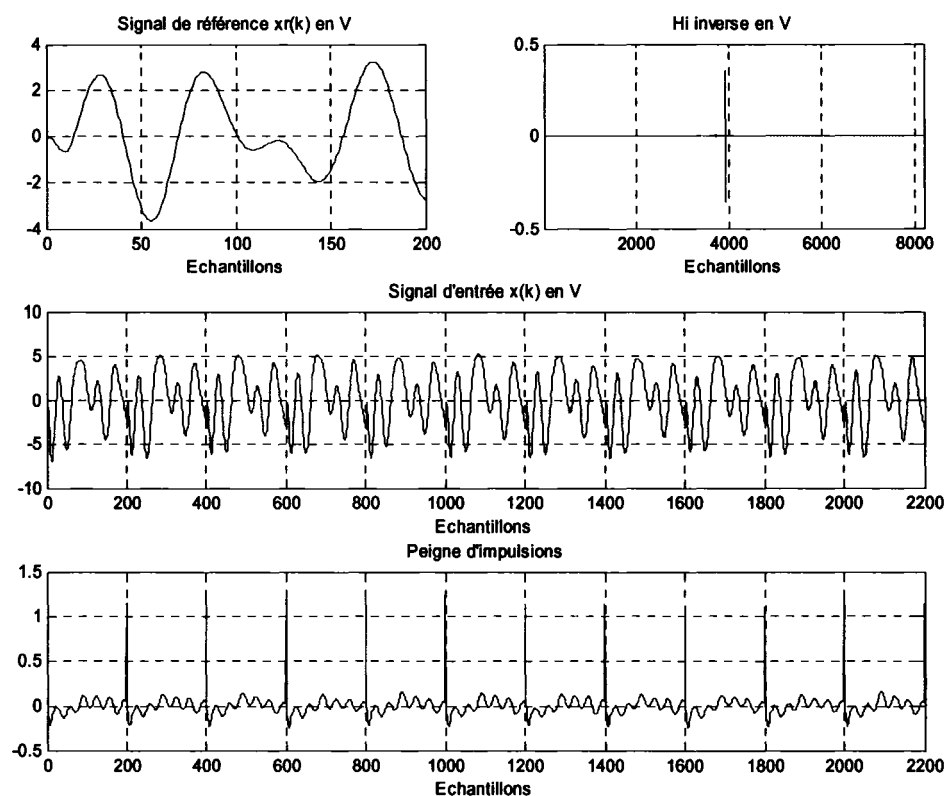 Signal de référence xr(k) en V
4
2
0
-2
-4
0 50 100 150 200
Echantillons
Hi inverse en V
0.5
0
-0.5
2000 4000 6000 8000
Echantillons
Signal d'entrée x(k) en V
10
5
0
-5
-10
0 200 400 600 800 1000 1200 1400 1600 1800 2000 2200
Echantillons
Peigne d'impulsions
1.5
1
0.5
0
-0.5
0 200 400 600 800 1000 1200 1400 1600 1800 2000 2200
Echantillons